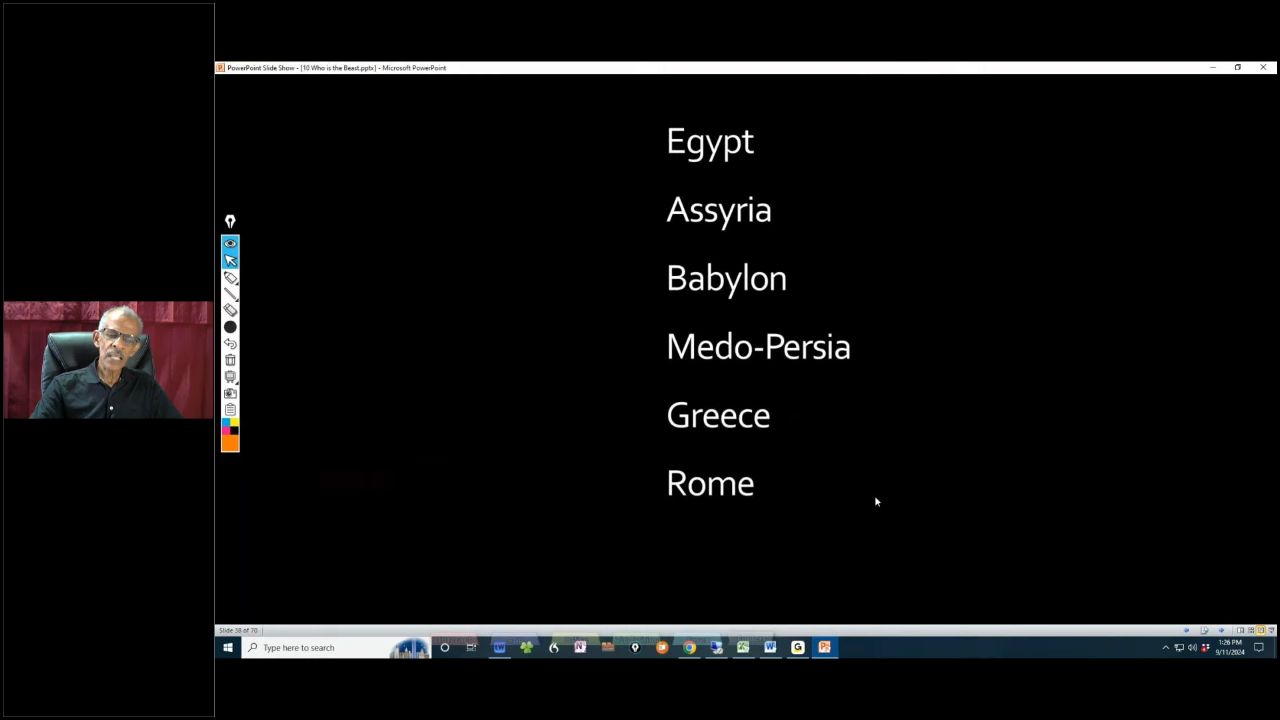 PowerPoint Slide Show - [10 Who is the Beast.pptx] - Microsoft PowerPoint
Egypt
Assyria
Babylon
Medo-Persia
Greece
Rome
Slide 38 of 70
Type here to search
1:26 PM
9/11/2024